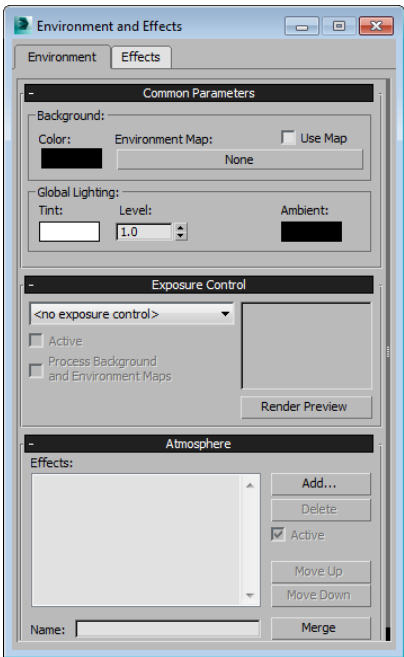 Environment and Effects
Environment Effects
- Common Parameters
Background:
Color: Environment Map: Use Map
None
Global Lighting:
Tint: Level: Ambient:
1.0
- Exposure Control
<no exposure control>
Active
Process Background
and Environment Maps
Render Preview
- Atmosphere
Effects:
Add...
Delete
Active
Move Up
Move Down
Name: Merge